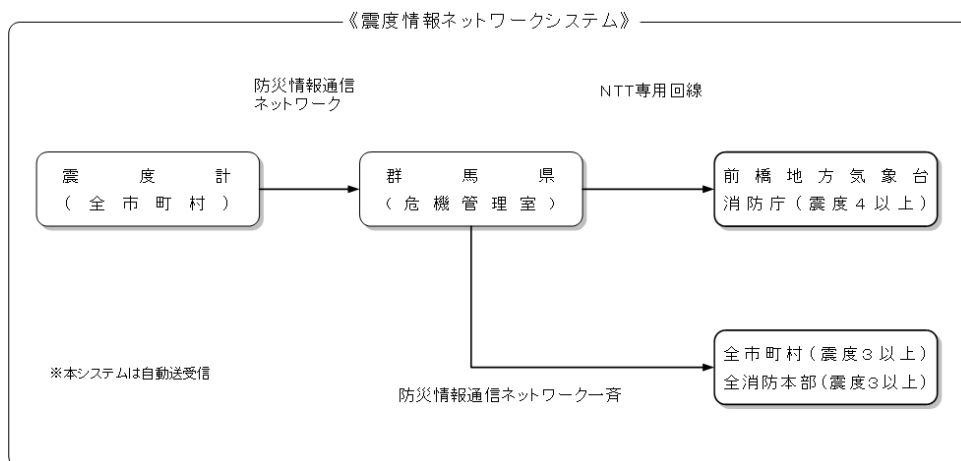 《震度情報ネットワークシステム》
防災情報通信
ネットワーク
NTT専用回線
震度計
(全市町村)
群馬県
(危機管理室)
前橋地方気象台
消防庁(震度4以上)
全市町村(震度3以上)
全消防本部(震度3以上)
※本システムは自動送受信
防災情報通信ネットワーク一斉